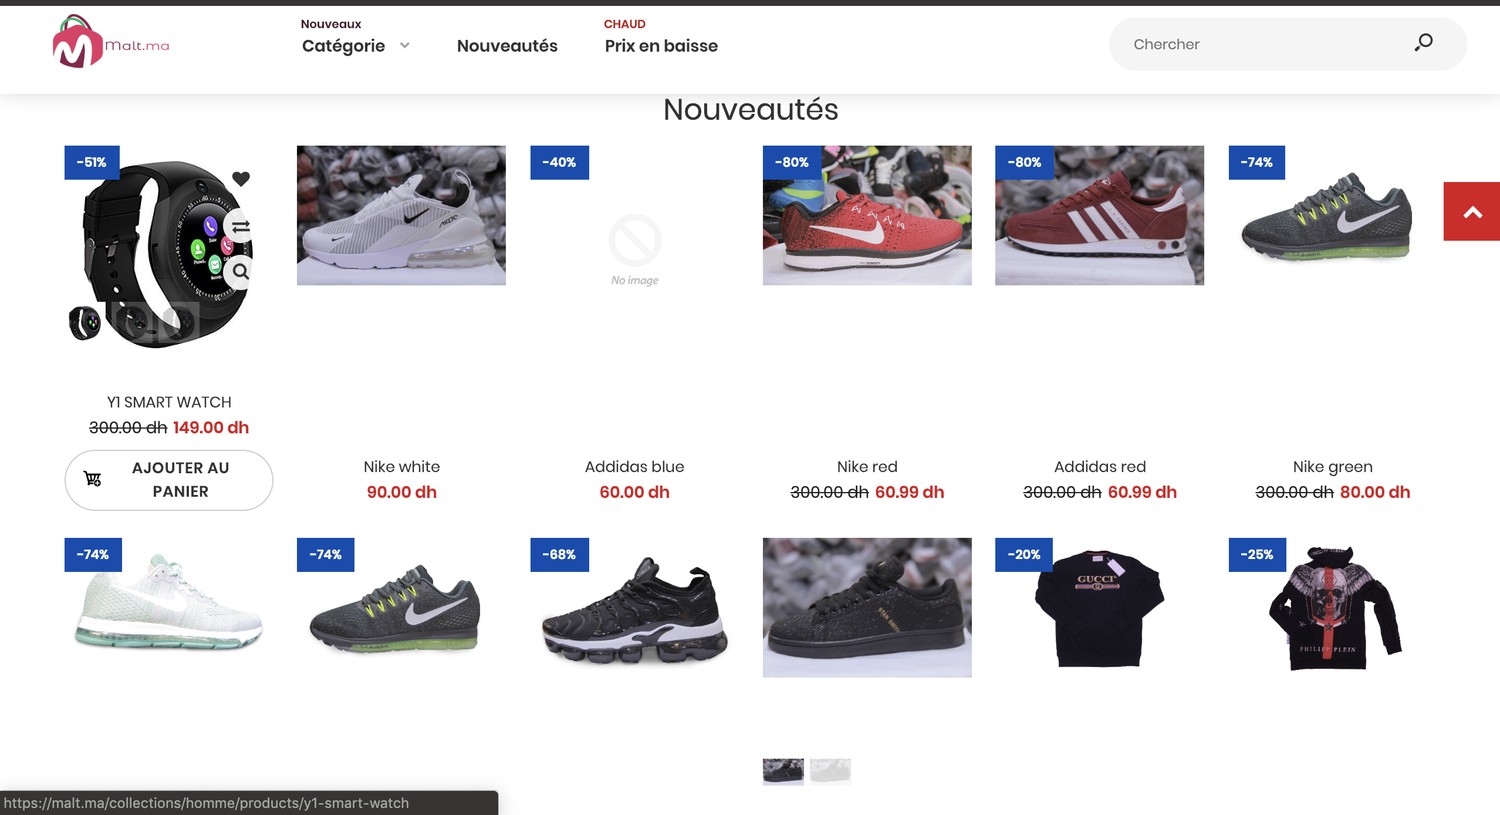 malt.ma
Nouveaux
Catégorie
Nouveautés
CHAUD
Prix en baisse
Chercher
Nouveautés
-51%
-40%
-80%
-80%
-74%
No image
Y1 SMART WATCH
300.00 dh 149.00 dh
AJOUTER AU
PANIER
Nike white
90.00 dh
Addidas blue
60.00 dh
Nike red
300.00 dh 60.99 dh
Addidas red
300.00 dh 60.99 dh
Nike green
300.00 dh 80.00 dh
-74%
-74%
-68%
-20%
-25%
STAN SMITH
GUCCI
PHILIPP PLEIN
https://malt.ma/collections/homme/products/y1-smart-watch